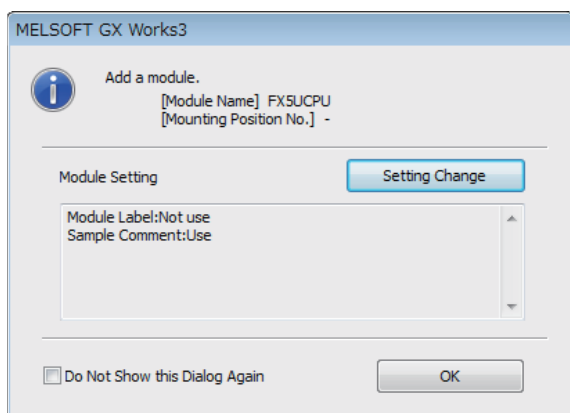 MELSOFT GX Works3
Add a module.
[Module Name] FX5UCPU
[Mounting Position No.] -
Module Setting
Setting Change
Module Label:Not use
Sample Comment:Use
Do Not Show this Dialog Again
OK